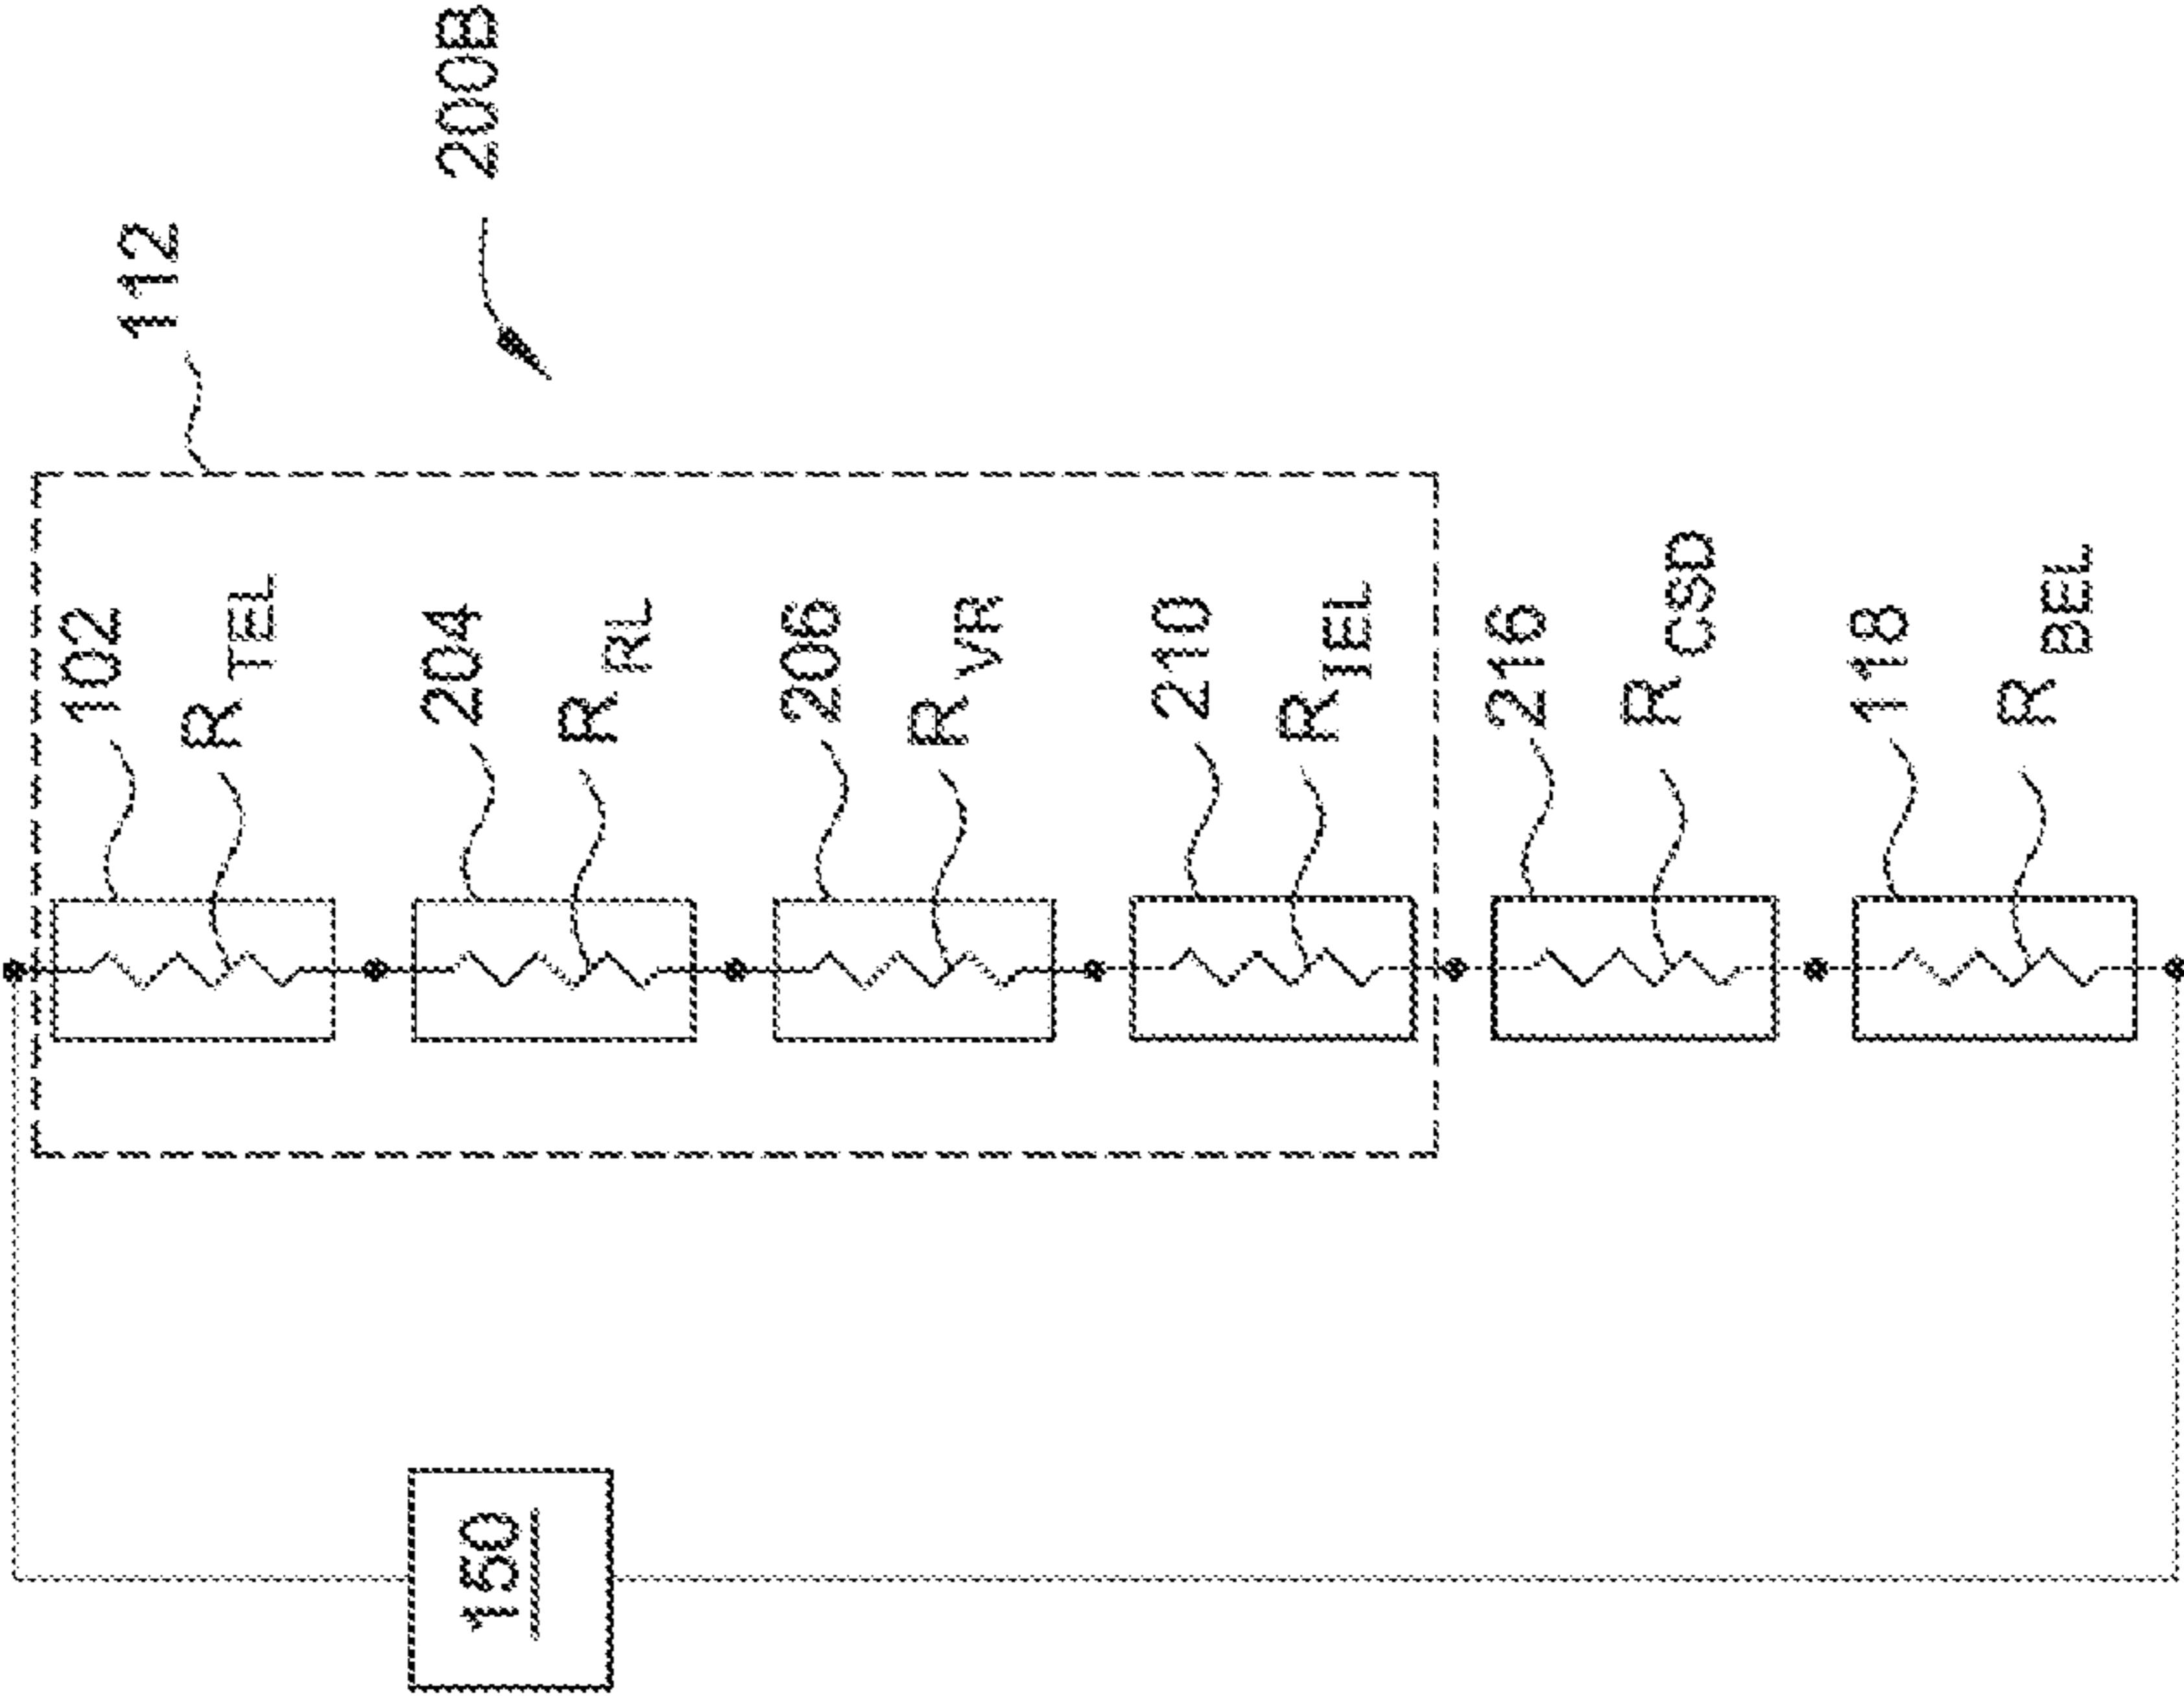 200B
112
102
R TEL
204
R RL
206
R VR
210
R IEL
216
R CSD
118
R BEL
150